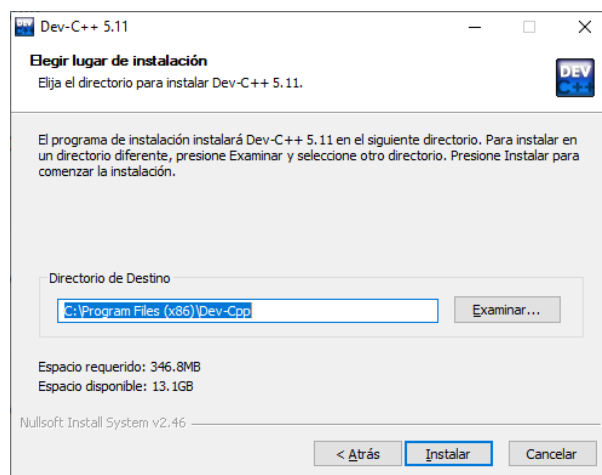 Dev-C++ 5.11
Elegir lugar de instalación
Elija el directorio para instalar Dev-C++ 5.11.
DEV
C++
El programa de instalación instalará Dev-C++ 5.11 en el siguiente directorio. Para instalar en
un directorio diferente, presione Examinar y seleccione otro directorio. Presione Instalar para
comenzar la instalación.
Directorio de Destino
C:\Program Files (x86)\Dev-Cpp
Examinar...
Espacio requerido: 346.8MB
Espacio disponible: 13.1GB
Nullsoft Install System v2.46
< Atrás
Instalar
Cancelar